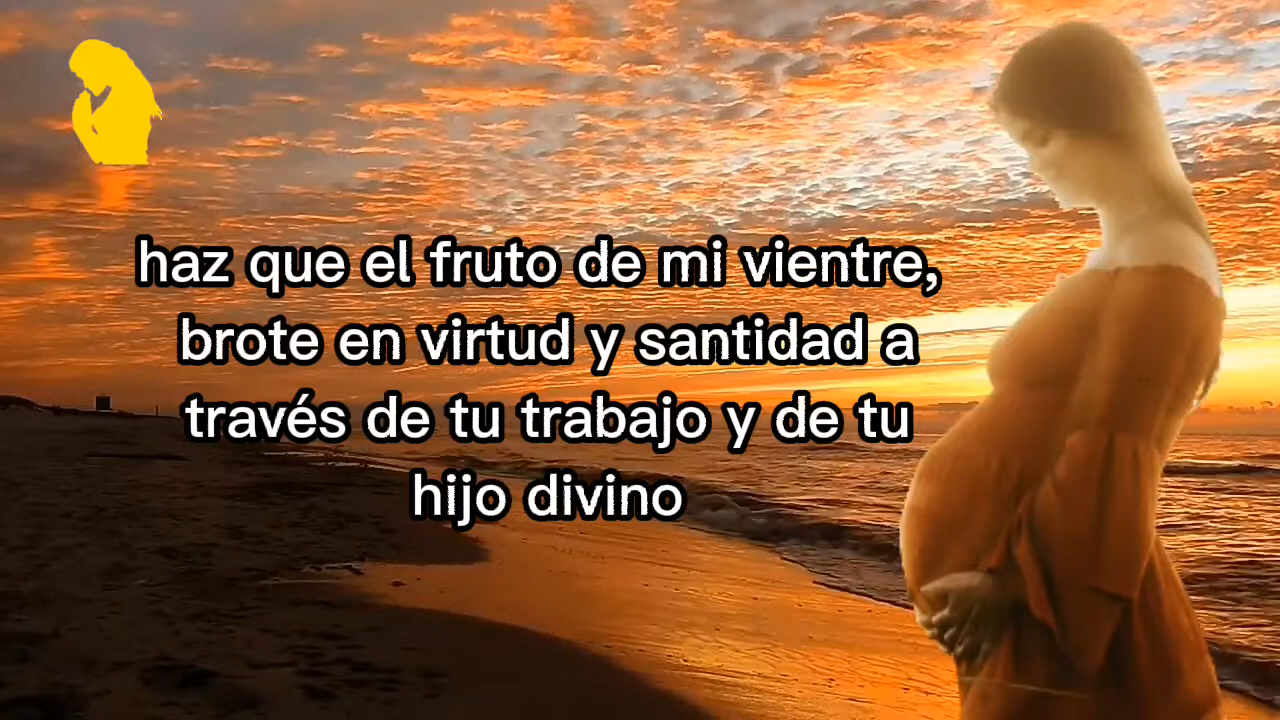 haz que el fruto de mi vientre,
brote en virtud y santidad a
través de tu trabajo y de tu
hijo divino